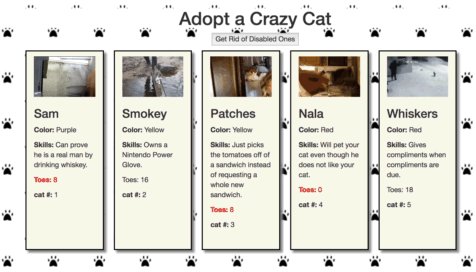 Adopt a Crazy Cat
Get Rid of Disabled Ones
Sam
Color: Purple
Skills: Can prove
he is a real man by
drinking whiskey.
Toes: 8
cat #: 1
Smokey
Color: Yellow
Skills: Owns a
Nintendo Power
Glove.
Toes: 16
cat #: 2
Patches
Color: Yellow
Skills: Just picks
the tomatoes off of
a sandwich instead
of requesting a
whole new
sandwich.
Toes: 8
cat #: 3
Nala
Color: Red
Skills: Will pet your
cat even though he
does not like your
cat.
Toes: 0
cat #: 4
Whiskers
Color: Red
Skills: Gives
compliments when
compliments are
due.
Toes: 18
cat #: 5